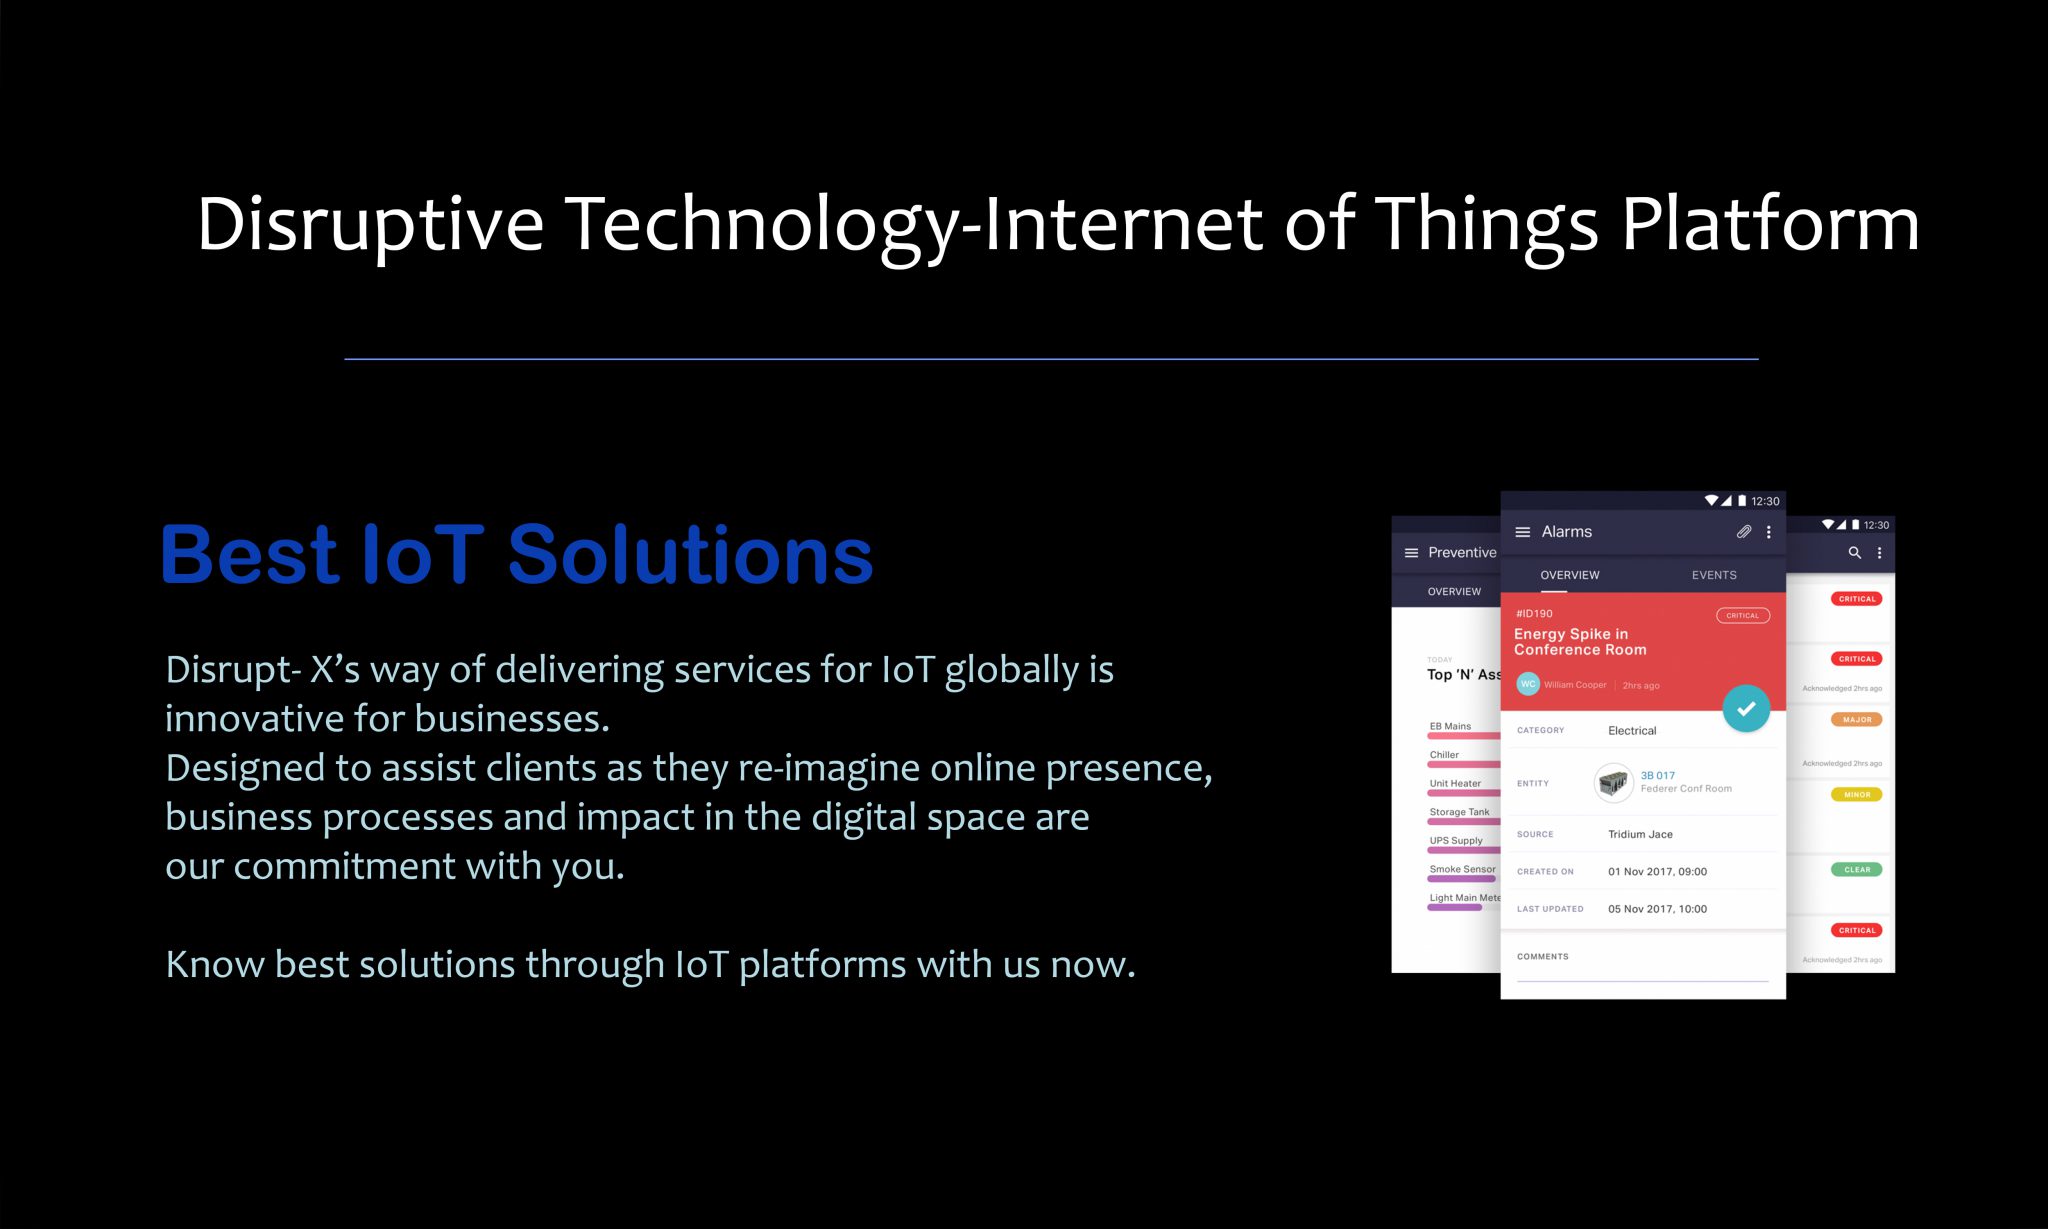 Disruptive Technology-Internet of Things Platform
Best IoT Solutions
Disrupt- X’s way of delivering services for IoT globally is
innovative for businesses.
Designed to assist clients as they re-imagine online presence,
business processes and impact in the digital space are
our commitment with you.
Know best solutions through IoT platforms with us now.
Preventive
OVERVIEW
TODAY
Top 'N' Ass
EB Mains
Chiller
Unit Heater
Storage Tank
UPS Supply
Smoke Sensor
Light Main Mete
12:30
Alarms
OVERVIEW EVENTS
#ID190 CRITICAL
Energy Spike in
Conference Room
WC William Cooper 2hrs ago
CATEGORY Electrical
ENTITY 3B 017
Federer Conf Room
SOURCE Tridium Jace
CREATED ON 01 Nov 2017, 09:00
LAST UPDATED 05 Nov 2017, 10:00
COMMENTS
12:30
CRITICAL
CRITICAL
Acknowledged 2hrs ago
MAJOR
Acknowledged 2hrs ago
MINOR
CLEAR
CRITICAL
Acknowledged 2hrs ago